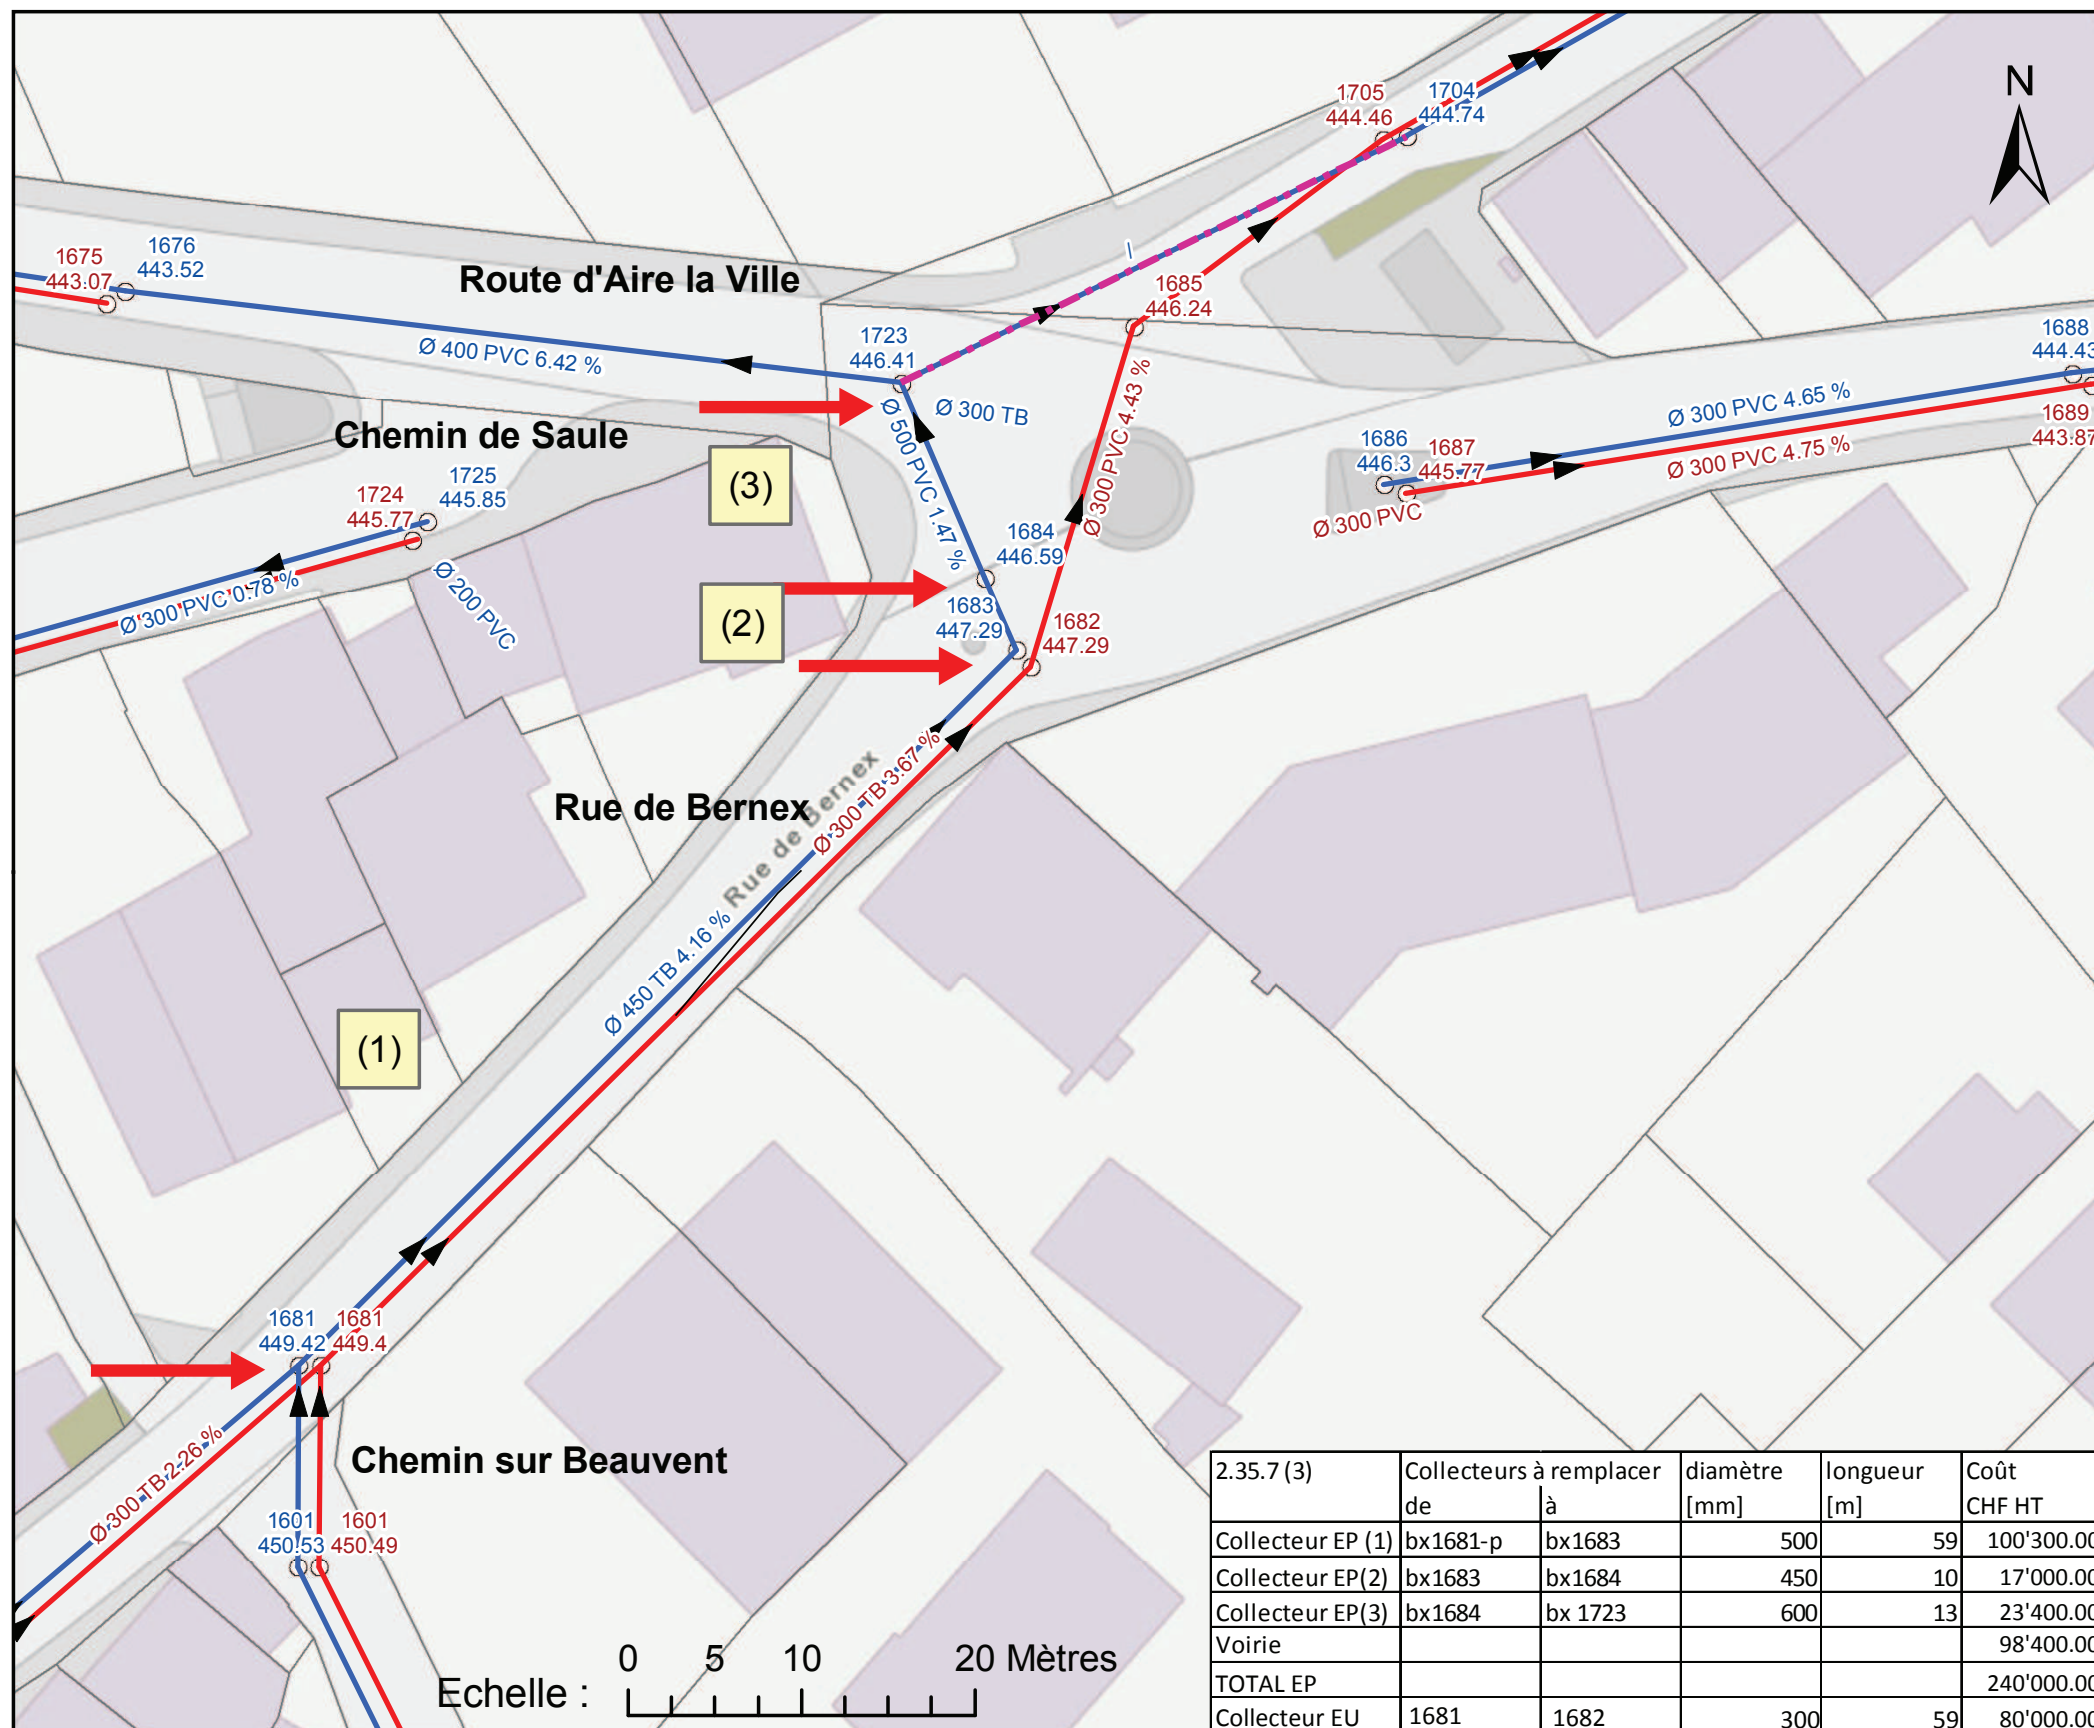 1705
444.46
1704
444.74
N
1675
443.07
1676
443.52
Route d'Aire la Ville
1685
446.24
1723
446.41
Ø 400 PVC 6.42 %
Ø 300 TB
Ø 500 PVC 1.47 %
Ø 300 PVC 4.43 %
1688
444.43
Ø 300 PVC 4.65 %
1689
443.87
Ø 300 PVC 4.75 %
1686
446.3
1687
445.77
Ø 300 PVC
Chemin de Saule
1724
445.77
1725
445.85
(3)
Ø 300 PVC 0.78 %
Ø 200 PVC
1684
446.59
1683
447.29
1682
447.29
(2)
Rue de Bernex
Rue de Bernex
Ø 300 TB 3.67 %
Ø 450 TB 4.16 %
(1)
1681
449.42
1681
449.4
Ø 300 TB 2.26 %
Chemin sur Beauvent
1601
450.53
1601
450.49
Echelle :
0 5 10 20 Mètres
2.35.7 (3) Collecteurs à remplacer diamètre longueur Coût
de à [mm] [m] CHF HT
Collecteur EP (1) bx1681-p bx1683 500 59 100'300.00
Collecteur EP(2) bx1683 bx1684 450 10 17'000.00
Collecteur EP(3) bx1684 bx 1723 600 13 23'400.00
Voirie 98'400.00
TOTAL EP 240'000.00
Collecteur EU 1681 1682 300 59 80'000.00